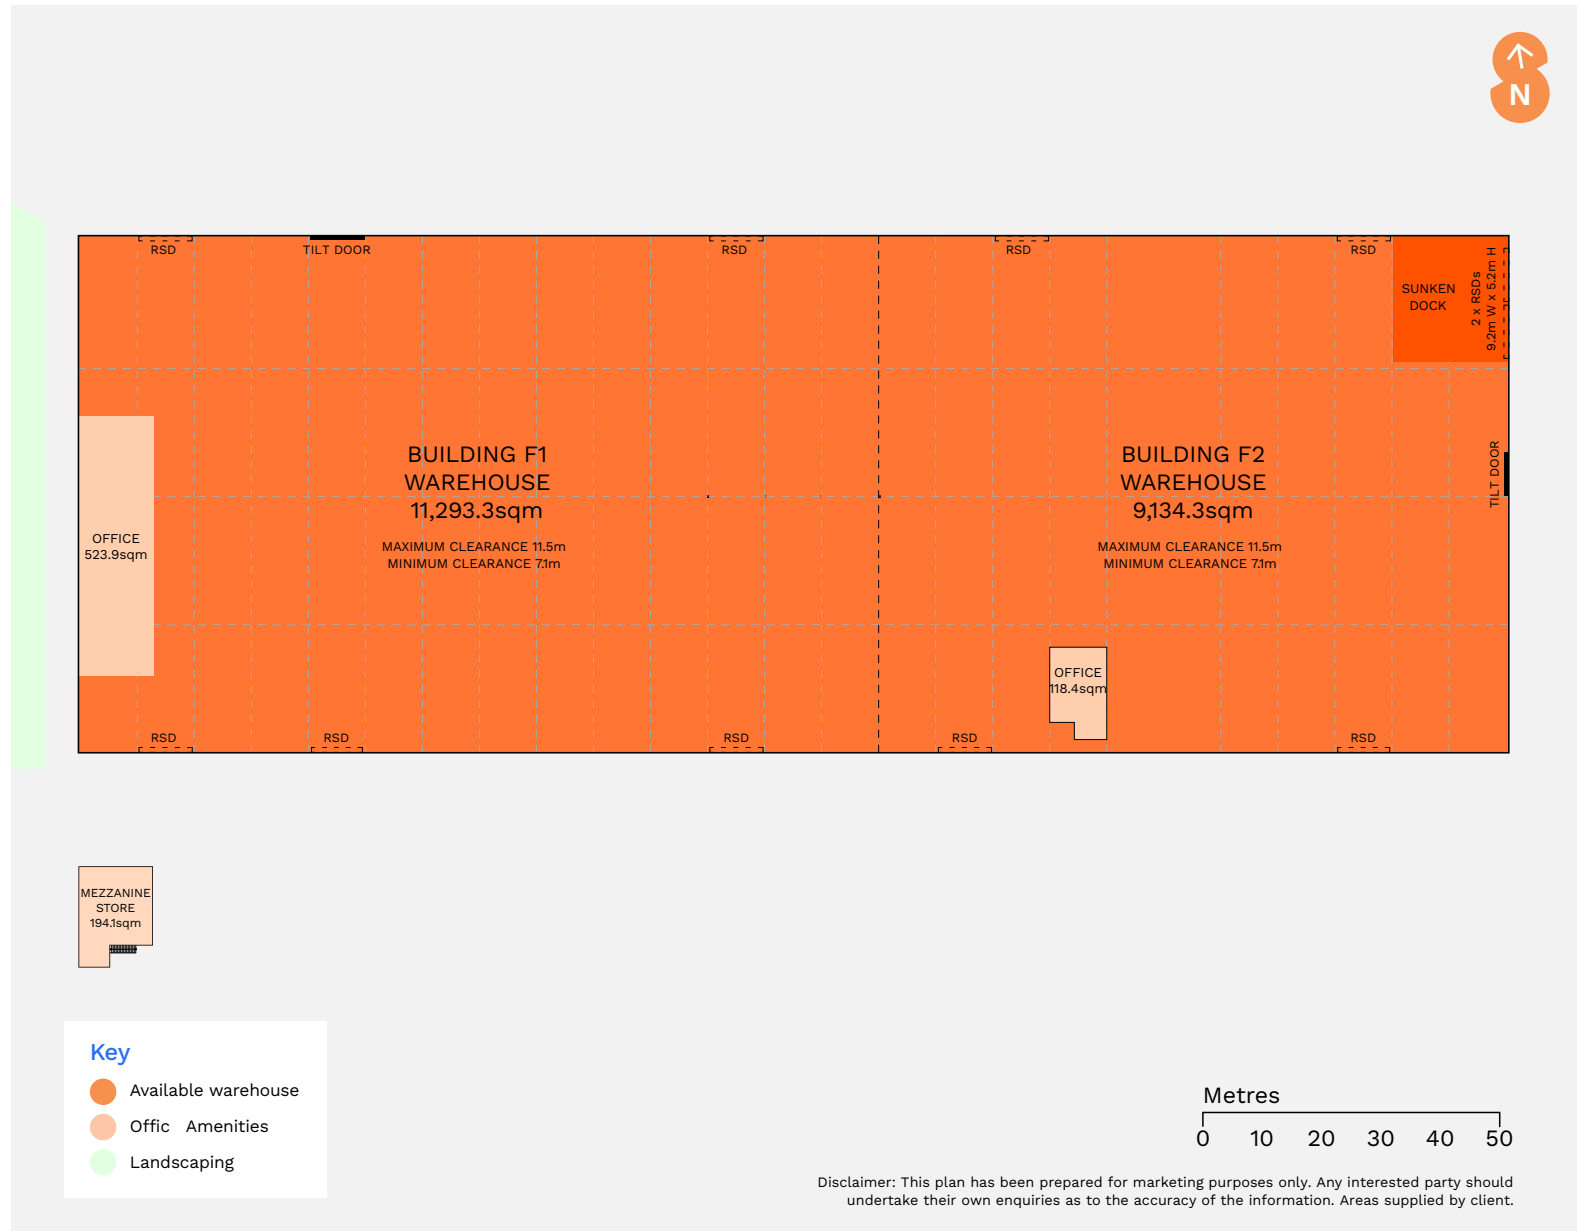 N
RSD
TILT DOOR
RSD
RSD
RSD
SUNKEN
DOCK
2 x RSDs
9.2m W x 5.2m H
BUILDING F1
WAREHOUSE
11,293.3sqm
MAXIMUM CLEARANCE 11.5m
MINIMUM CLEARANCE 7.1m
BUILDING F2
WAREHOUSE
9,134.3sqm
MAXIMUM CLEARANCE 11.5m
MINIMUM CLEARANCE 7.1m
TILT DOOR
OFFICE
523.9sqm
OFFICE
118.4sqm
RSD
RSD
RSD
RSD
RSD
MEZZANINE
STORE
194.1sqm
Key
Available warehouse
Offic Amenities
Landscaping
Metres
0 10 20 30 40 50
Disclaimer: This plan has been prepared for marketing purposes only. Any interested party should
undertake their own enquiries as to the accuracy of the information. Areas supplied by client.